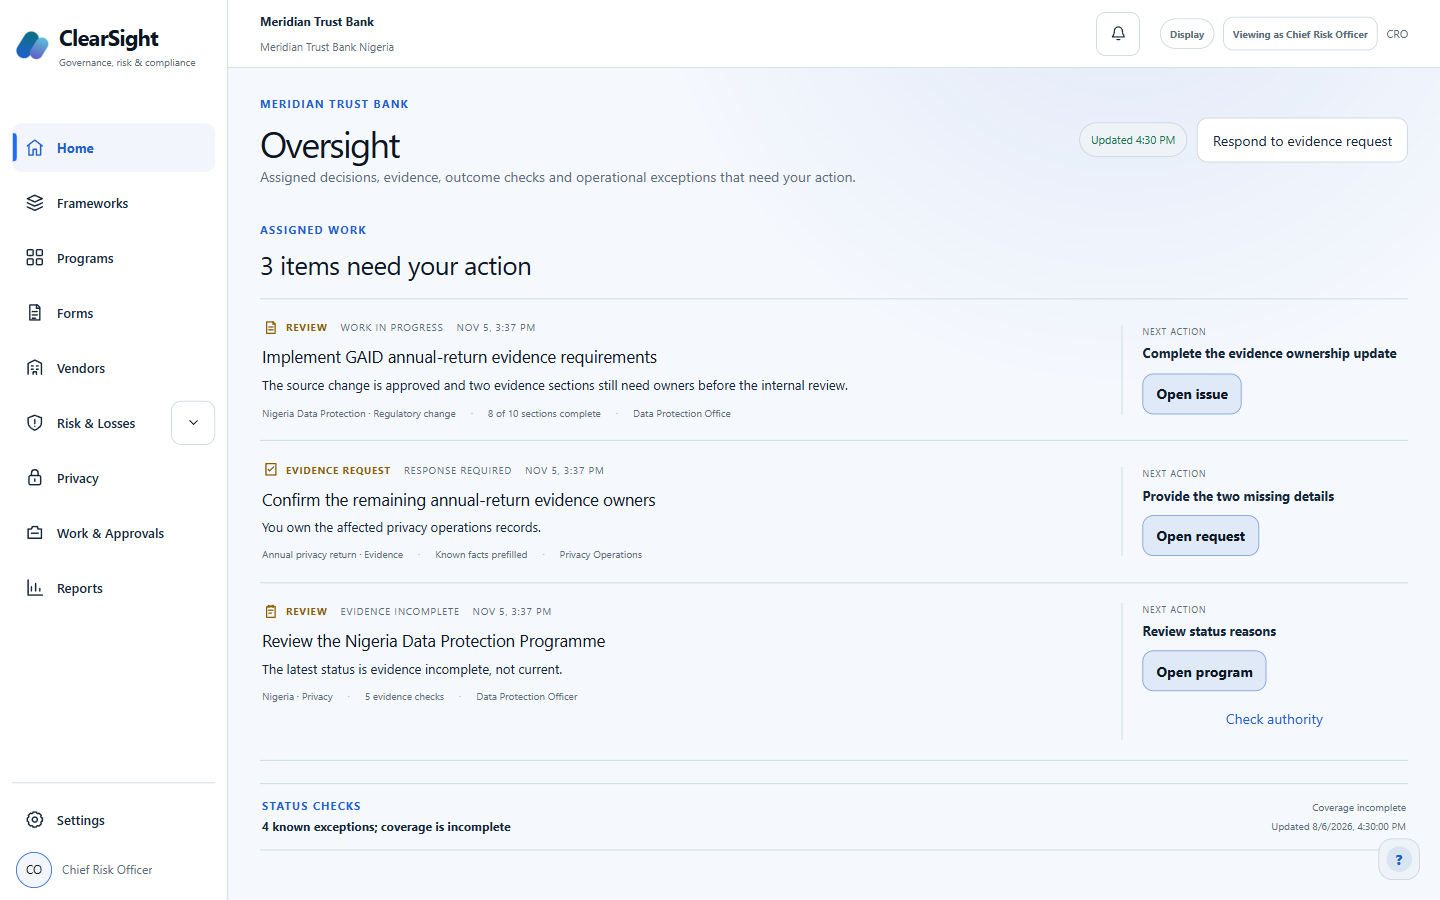 ClearSight
Governance, risk & compliance
Home
Frameworks
Programs
Forms
Vendors
Risk & Losses
Privacy
Work & Approvals
Reports
Settings
CO
Chief Risk Officer
Meridian Trust Bank
Meridian Trust Bank Nigeria
Display
Viewing as Chief Risk Officer
CRO
MERIDIAN TRUST BANK
Oversight
Assigned decisions, evidence, outcome checks and operational exceptions that need your action.
Updated 4:30 PM
Respond to evidence request
ASSIGNED WORK
3 items need your action
REVIEW WORK IN PROGRESS NOV 5, 3:37 PM
Implement GAID annual-return evidence requirements
The source change is approved and two evidence sections still need owners before the internal review.
Nigeria Data Protection · Regulatory change · 8 of 10 sections complete · Data Protection Office
NEXT ACTION
Complete the evidence ownership update
Open issue
EVIDENCE REQUEST RESPONSE REQUIRED NOV 5, 3:37 PM
Confirm the remaining annual-return evidence owners
You own the affected privacy operations records.
Annual privacy return · Evidence · Known facts prefilled · Privacy Operations
NEXT ACTION
Provide the two missing details
Open request
REVIEW EVIDENCE INCOMPLETE NOV 5, 3:37 PM
Review the Nigeria Data Protection Programme
The latest status is evidence incomplete, not current.
Nigeria · Privacy · 5 evidence checks · Data Protection Officer
NEXT ACTION
Review status reasons
Open program
Check authority
STATUS CHECKS
4 known exceptions; coverage is incomplete
Coverage incomplete
Updated 8/6/2026, 4:30:00 PM
?